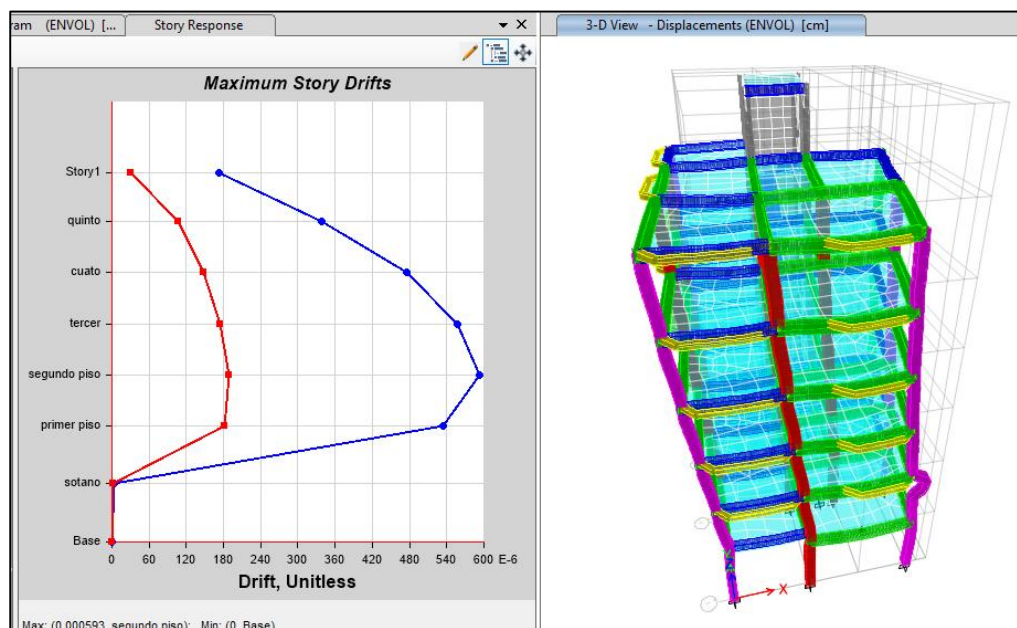 ram (ENVOL) [...
Story Response
Maximum Story Drifts
Story1
quinto
cuato
tercer
segundo piso
primer piso
sotano
Base
0 60 120 180 240 300 360 420 480 540 600 E-6
Drift, Unitless
Max: (0.000593, segundo piso); Min: (0, Base)
3-D View - Displacements (ENVOL) [cm]
X